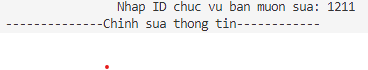 Nhap ID chuc vu ban muon sua: 1211
---------------Chinh sua thong tin-------------